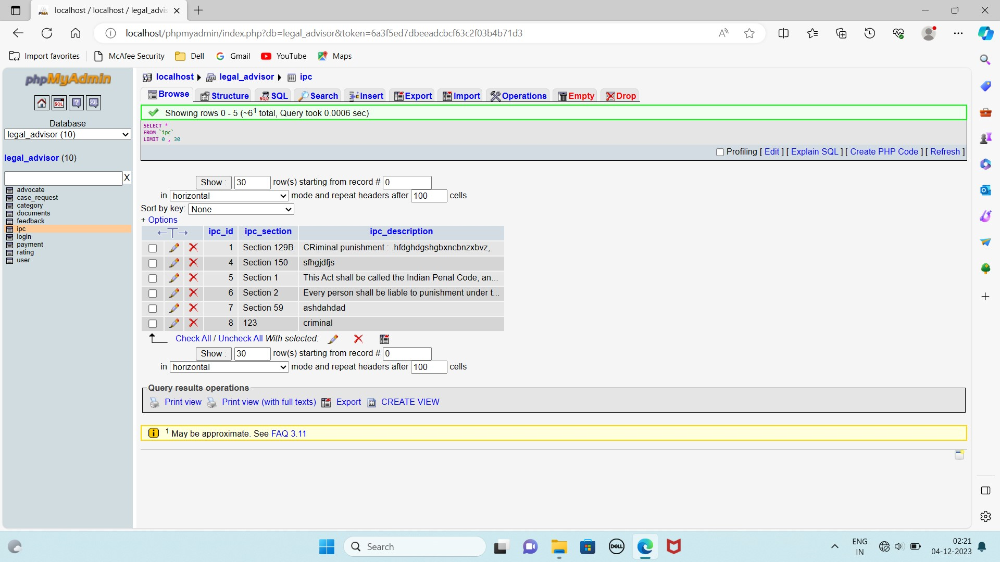 localhost / localhost / legal_advis
localhost/phpmyadmin/index.php?db=legal_advisor&token=6a3f5ed7dbeeadcbcf63c2f03b4b71d3
Import favorites McAfee Security Dell Gmail YouTube Maps
phpMyAdmin
Database
legal_advisor (10)
legal_advisor (10)
X
advocate
case_request
category
documents
feedback
ipc
login
payment
rating
user
localhost legal_advisor ipc
Browse Structure SQL Search Insert Export Import Operations Empty Drop
Showing rows 0 - 5 (~6¹ total, Query took 0.0006 sec)
SELECT *
FROM `ipc`
LIMIT 0 , 30
Profiling [ Edit ] [ Explain SQL ] [ Create PHP Code ] [ Refresh ]
Show : 30 row(s) starting from record # 0
in horizontal mode and repeat headers after 100 cells
Sort by key: None
+ Options
←T→ ipc_id ipc_section ipc_description
1 Section 129B CRiminal punishment : .hfdghdgshgbxncbnzxbvz,
4 Section 150 sfhgjdfjs
5 Section 1 This Act shall be called the Indian Penal Code, an...
6 Section 2 Every person shall be liable to punishment under t...
7 Section 59 ashdahdad
8 123 criminal
Check All / Uncheck All With selected:
Show : 30 row(s) starting from record # 0
in horizontal mode and repeat headers after 100 cells
Query results operations
Print view Print view (with full texts) Export CREATE VIEW
¹ May be approximate. See FAQ 3.11
Search
DELL
ENG
IN
02:21
04-12-2023